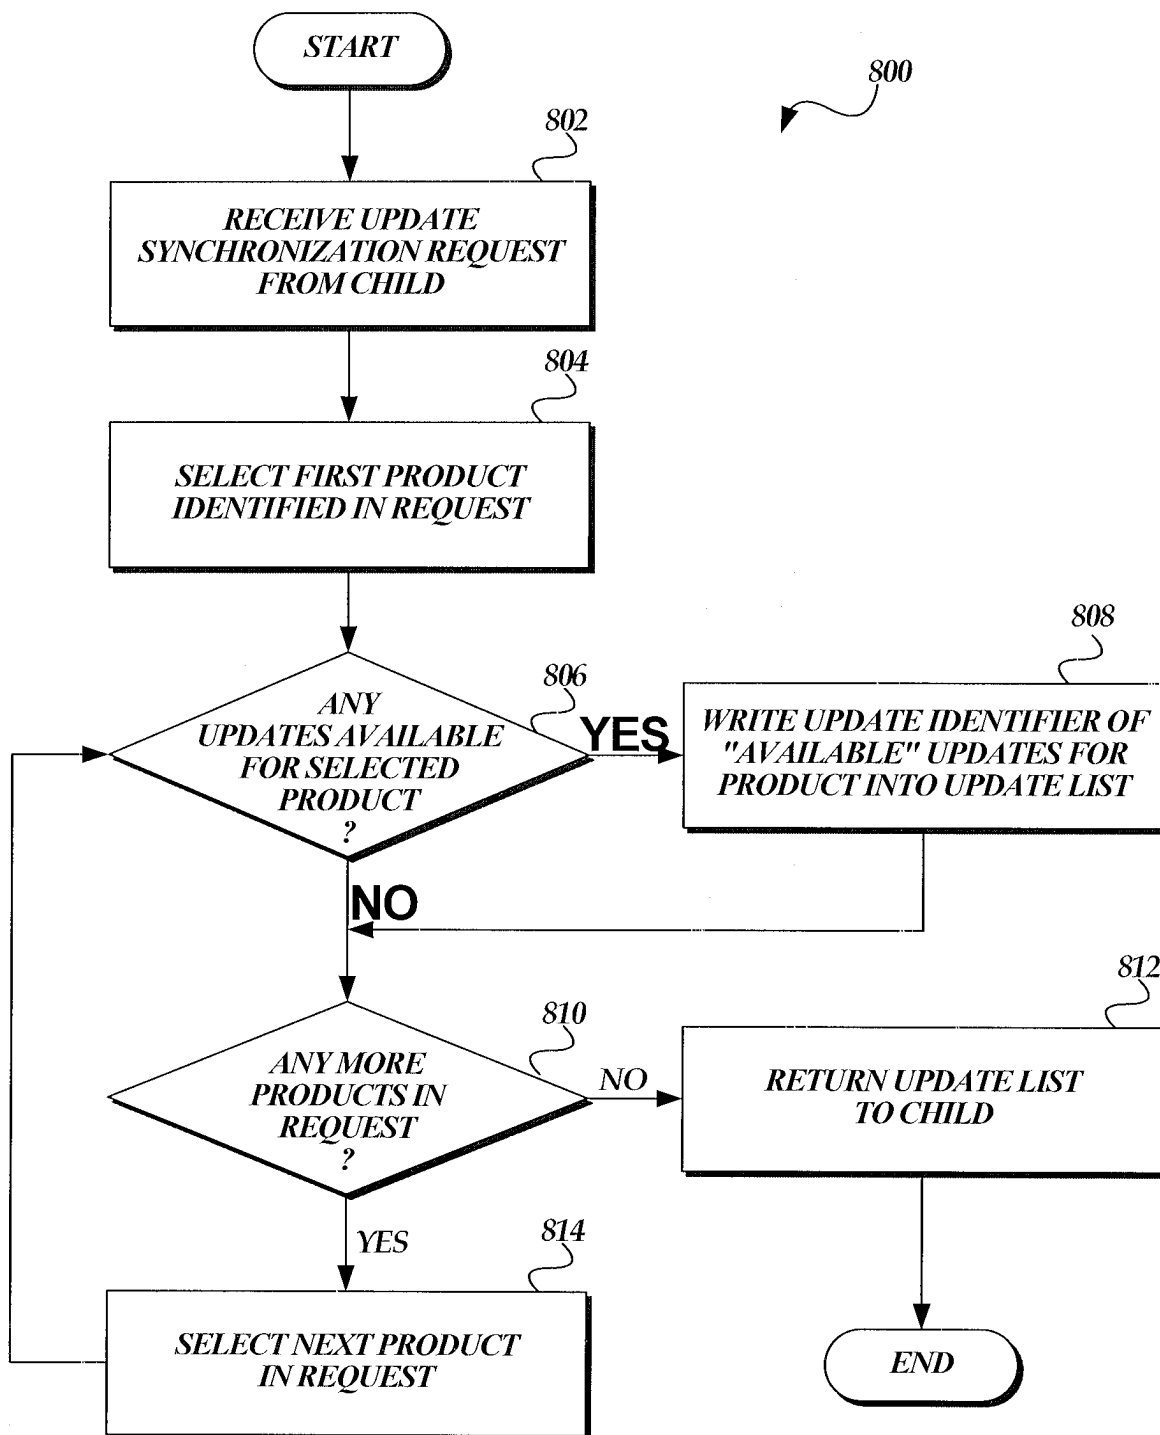 START
800
802
RECEIVE UPDATE
SYNCHRONIZATION REQUEST
FROM CHILD
804
SELECT FIRST PRODUCT
IDENTIFIED IN REQUEST
806
ANY
UPDATES AVAILABLE
FOR SELECTED
PRODUCT
?
YES
808
WRITE UPDATE IDENTIFIER OF
"AVAILABLE" UPDATES FOR
PRODUCT INTO UPDATE LIST
NO
810
ANY MORE
PRODUCTS IN
REQUEST
?
NO
812
RETURN UPDATE LIST
TO CHILD
YES
814
SELECT NEXT PRODUCT
IN REQUEST
END